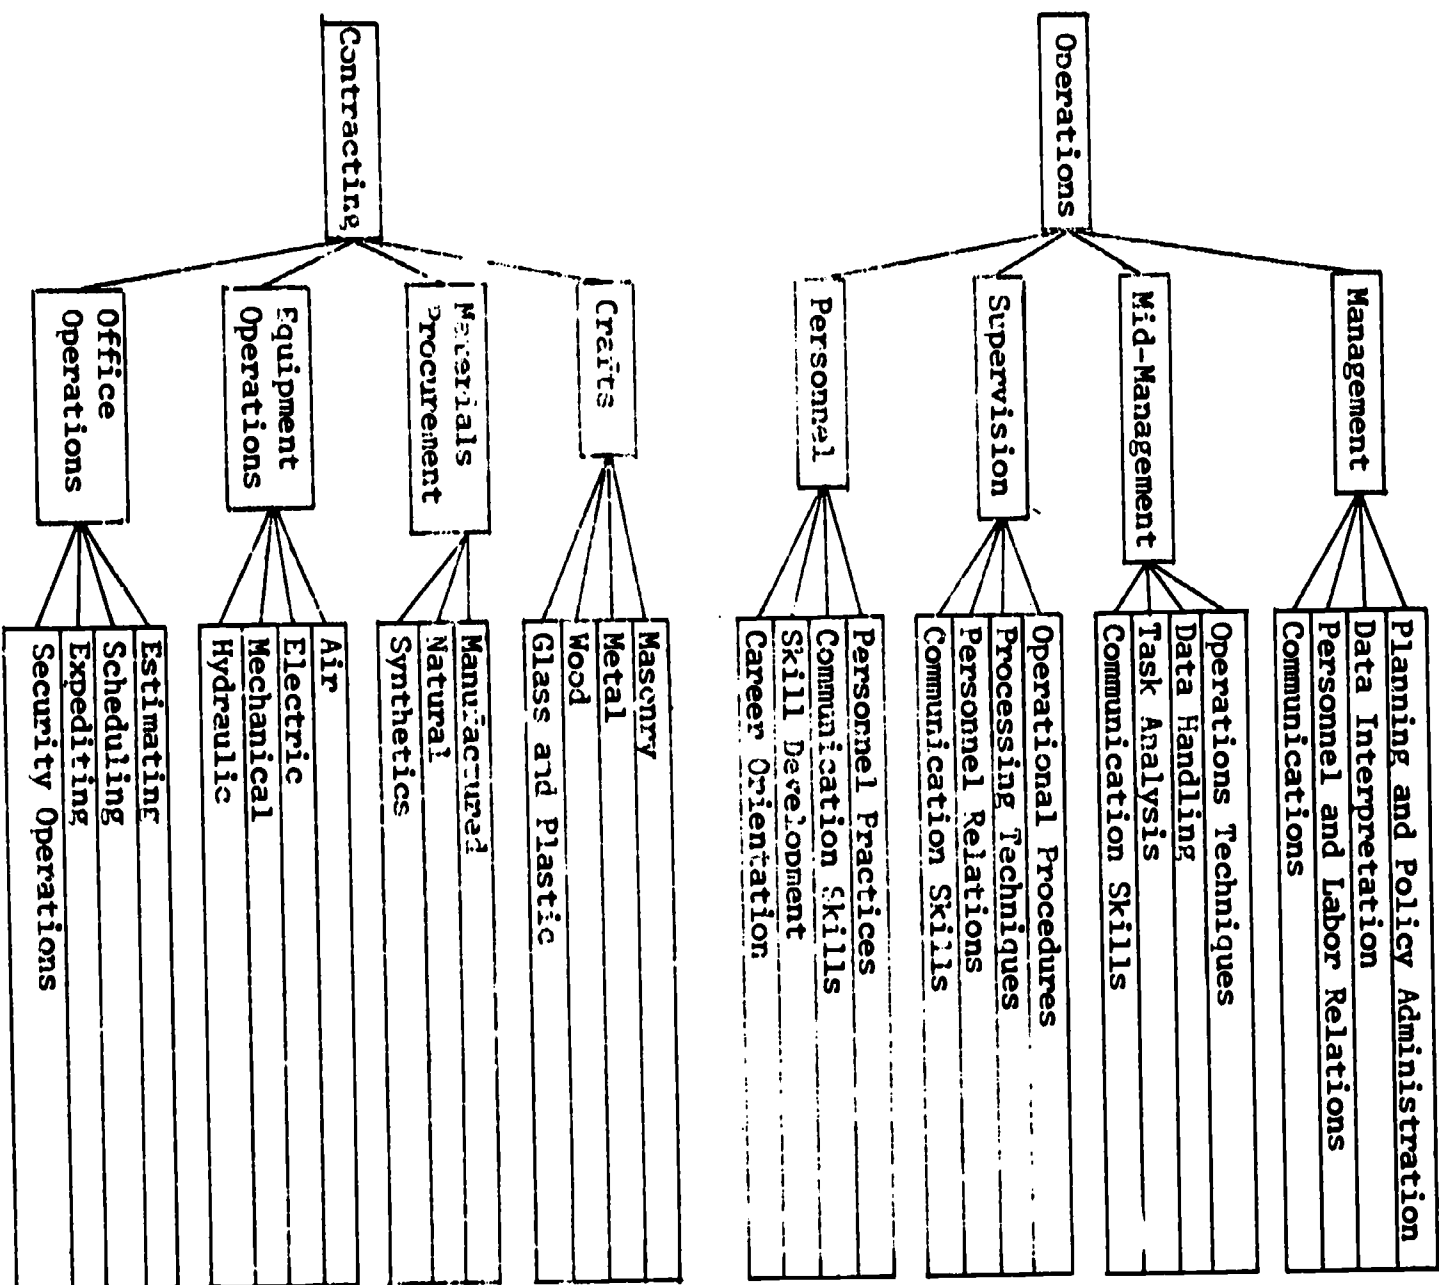 Operations
Management
Planning and Policy Administration
Data Interpretation
Personnel and Labor Relations
Communications
Mid-Management
Operations Techniques
Data Handling
Task Analysis
Communication Skills
Supervision
Operational Procedures
Processing Techniques
Personnel Relations
Communication Skills
Personnel
Personnel Practices
Communication Skills
Skill Development
Career Orientation
Contracting
Crafts
Masonry
Metal
Wood
Glass and Plastic
Materials
Procurement
Manufactured
Natural
Synthetics
Equipment
Operations
Air
Electric
Mechanical
Hydraulic
Office
Operations
Estimating
Scheduling
Expediting
Security Operations